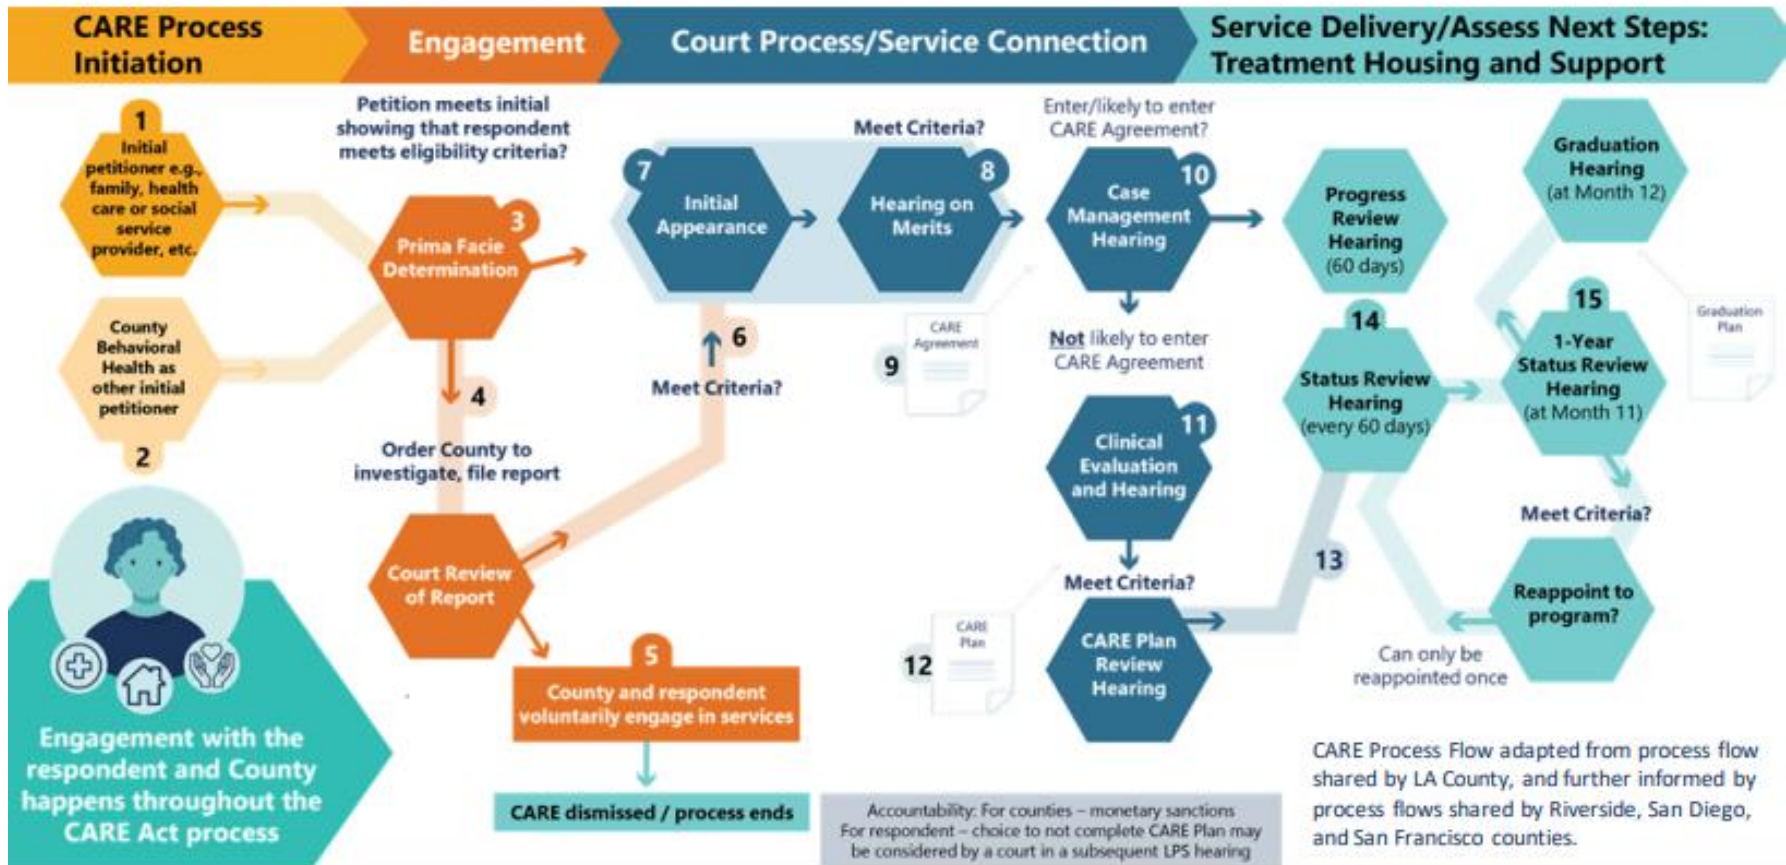 CARE Process
Initiation
Engagement
Court Process/Service Connection
Service Delivery/Assess Next Steps:
Treatment Housing and Support
1
Initial
petitioner e.g.,
family, health
care or social
service
provider, etc.
County
Behavioral
Health as
other initial
petitioner
2
Petition meets initial
showing that respondent
meets eligibility criteria?
3
Prima Facie
Determination
4
Order County to
investigate, file report
Court Review
of Report
5
County and respondent
voluntarily engage in services
CARE dismissed / process ends
6
Meet Criteria?
7
Initial
Appearance
Meet Criteria?
8
Hearing on
Merits
9
CARE
Agreement
Enter/likely to enter
CARE Agreement?
10
Case
Management
Hearing
Not likely to enter
CARE Agreement
11
Clinical
Evaluation
and Hearing
Meet Criteria?
12
CARE
Plan
CARE Plan
Review
Hearing
13
Progress
Review
Hearing
(60 days)
14
Status Review
Hearing
(every 60 days)
Graduation
Hearing
(at Month 12)
15
1-Year
Status Review
Hearing
(at Month 11)
Graduation
Plan
Meet Criteria?
Reappoint to
program?
Can only be
reappointed once
Engagement with the
respondent and County
happens throughout the
CARE Act process
Accountability: For counties – monetary sanctions
For respondent – choice to not complete CARE Plan may
be considered by a court in a subsequent LPS hearing
CARE Process Flow adapted from process flow
shared by LA County, and further informed by
process flows shared by Riverside, San Diego,
and San Francisco counties.